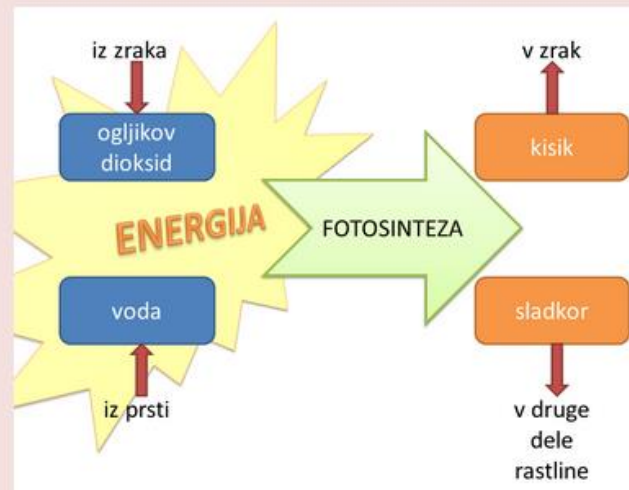 iz zraka
ogljikov
dioksid
ENERGIJA
voda
iz prsti
FOTOSINTEZA
v zrak
kisik
sladkor
v druge
dele
rastline